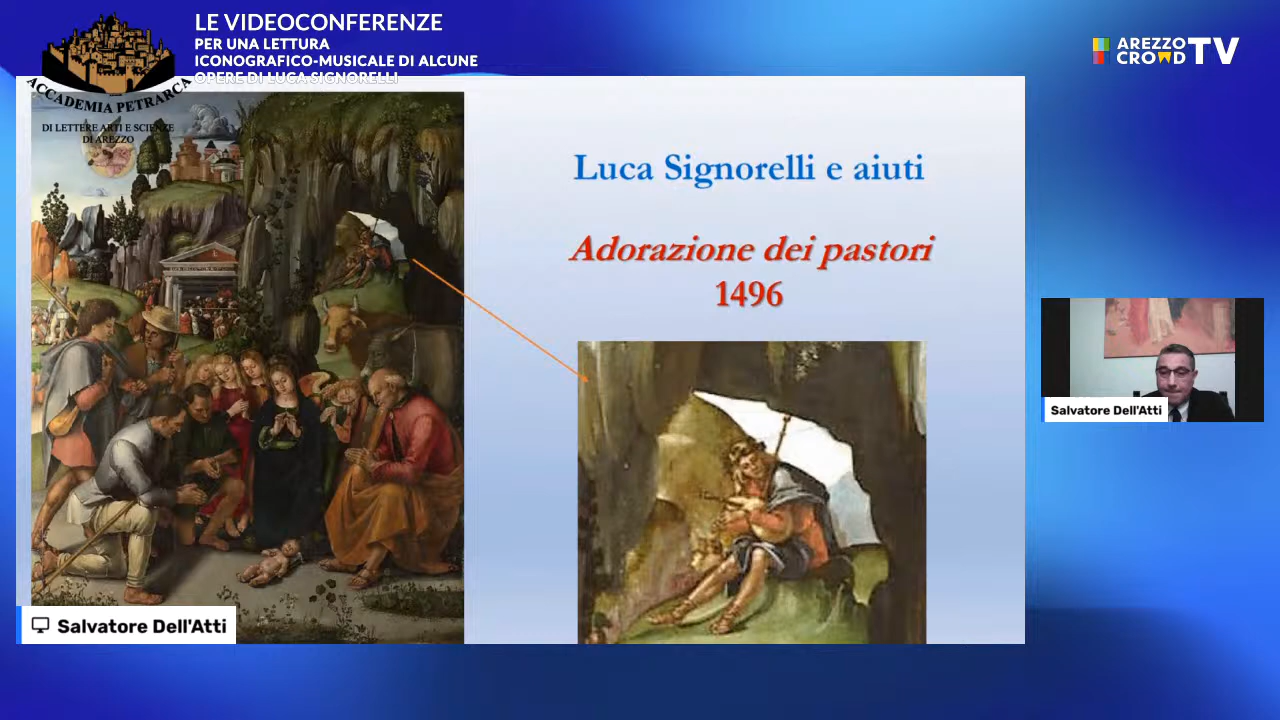 LE VIDEOCONFERENZE
PER UNA LETTURA
ICONOGRAFICO-MUSICALE DI ALCUNE
OPERE DI LUCA SIGNORELLI
ACCADEMIA PETRARCA
DI LETTERE ARTI E SCIENZE
DI AREZZO
AREZZO
CROWD
TV
Luca Signorelli e aiuti
Adorazione dei pastori
1496
Salvatore Dell'Atti
Salvatore Dell'Atti